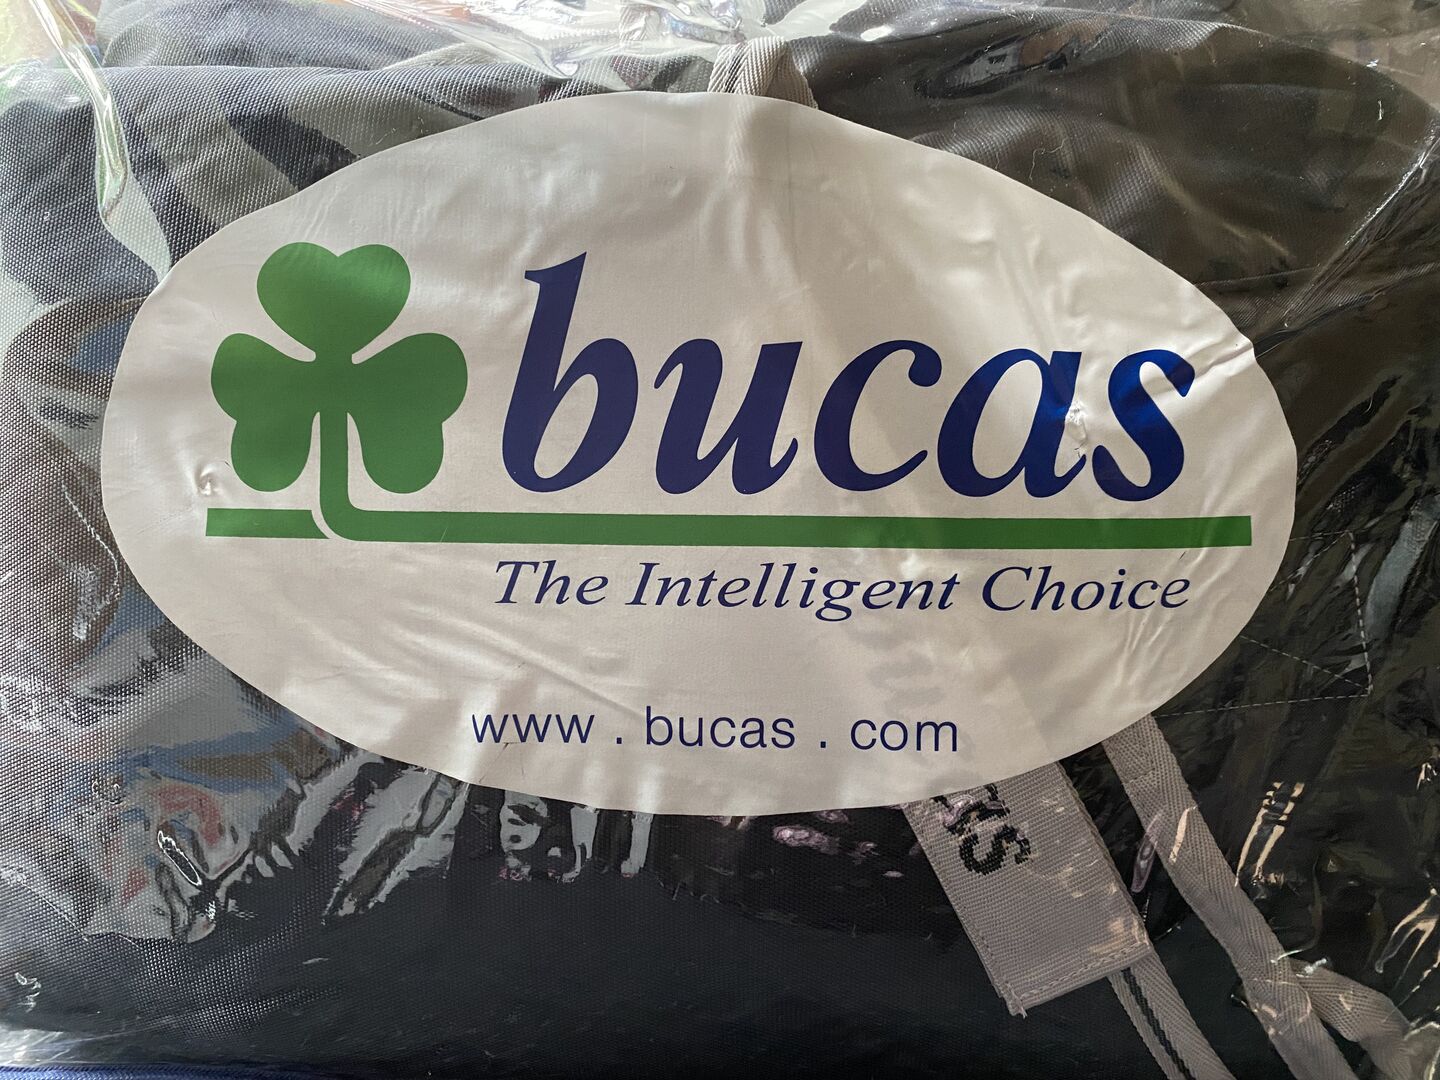 bucas
The Intelligent Choice
www . bucas . com